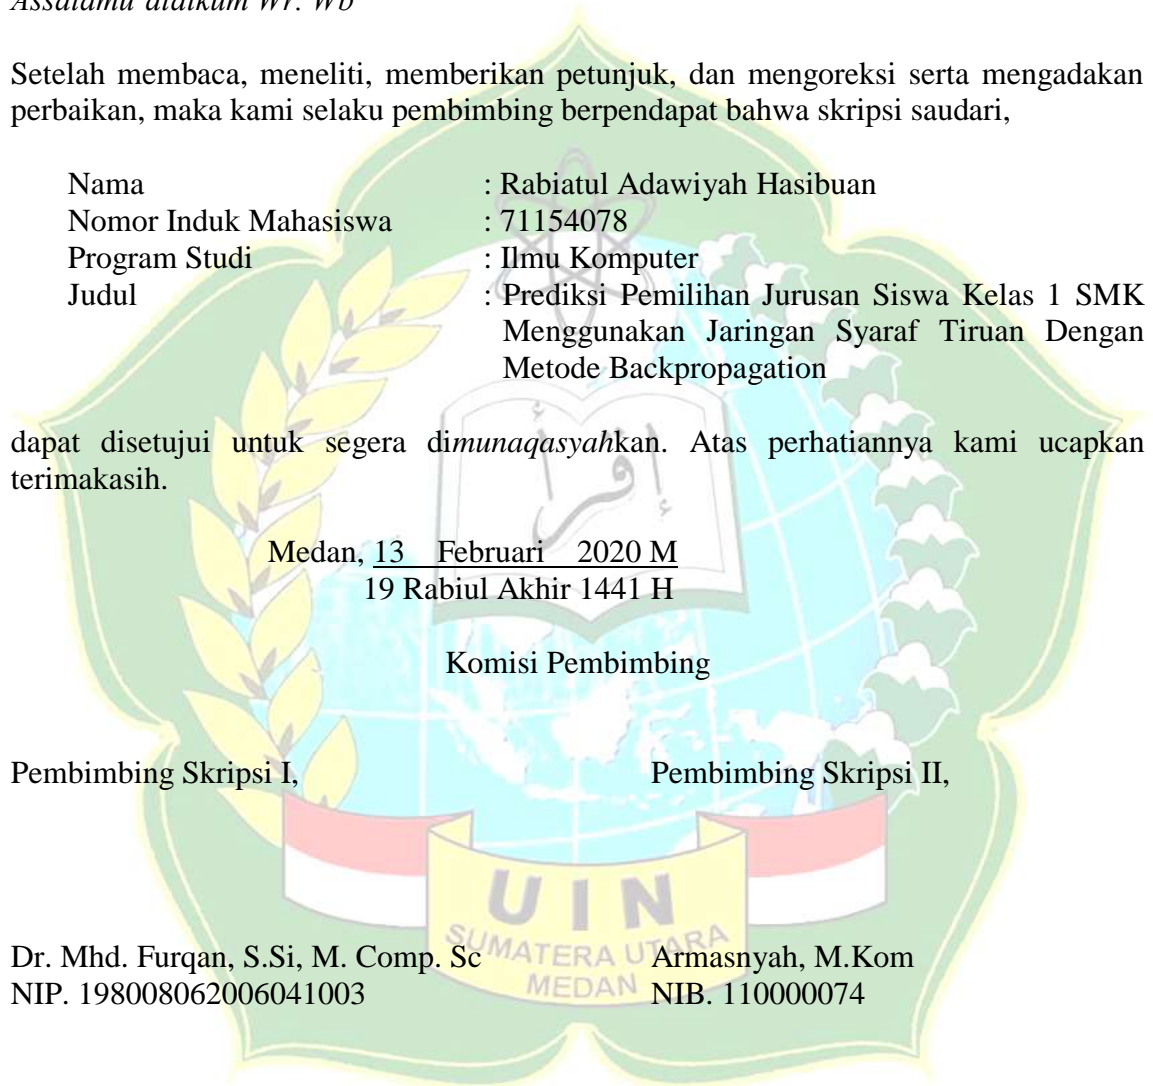 Assalamu'alaikum Wr. Wb
Setelah membaca, meneliti, memberikan petunjuk, dan mengoreksi serta mengadakan
perbaikan, maka kami selaku pembimbing berpendapat bahwa skripsi saudari,
Nama : Rabiatul Adawiyah Hasibuan
Nomor Induk Mahasiswa : 71154078
Program Studi : Ilmu Komputer
Judul : Prediksi Pemilihan Jurusan Siswa Kelas 1 SMK
Menggunakan Jaringan Syaraf Tiruan Dengan
Metode Backpropagation
dapat disetujui untuk segera dimunaqasyahkan. Atas perhatiannya kami ucapkan
terimakasih.
إقرأ
Medan, 13 Februari 2020 M
19 Rabiul Akhir 1441 H
Komisi Pembimbing
Pembimbing Skripsi I, Pembimbing Skripsi II,
UIN
SUMATERA UTARA
MEDAN
Dr. Mhd. Furqan, S.Si, M. Comp. Sc Armasnyah, M.Kom
NIP. 198008062006041003 NIB. 110000074